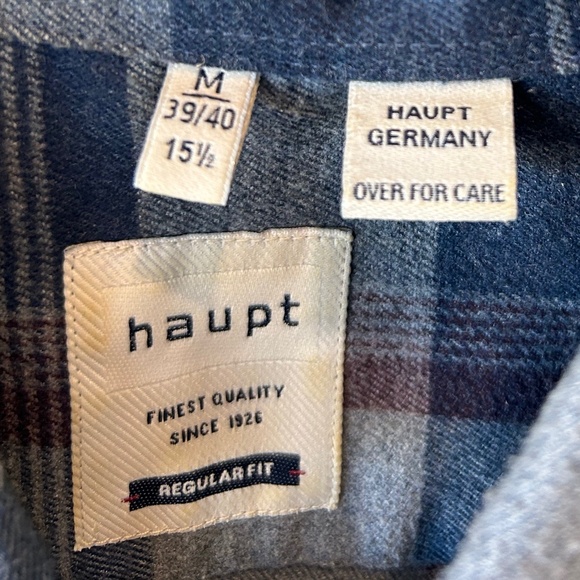 M
39/40
15½
HAUPT
GERMANY
OVER FOR CARE
haupt
FINEST QUALITY
SINCE 1926
REGULAR FIT